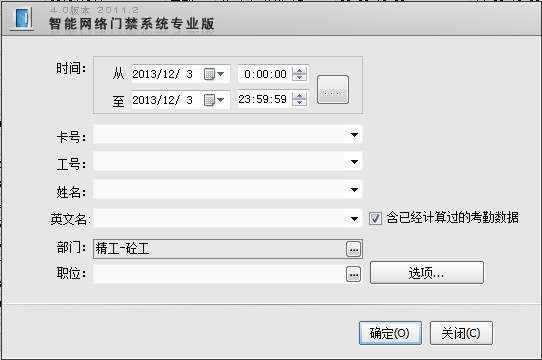 4.0版本 2011.2
智能网络门禁系统专业版
时间：
从 2013/12/ 3 0:00:00
至 2013/12/ 3 23:59:59
...
卡号：
工号：
姓名：
英文名：
含已经计算过的考勤数据
部门： 精工-砼工 ...
职位： ...
选项...
确定(O) 关闭(C)